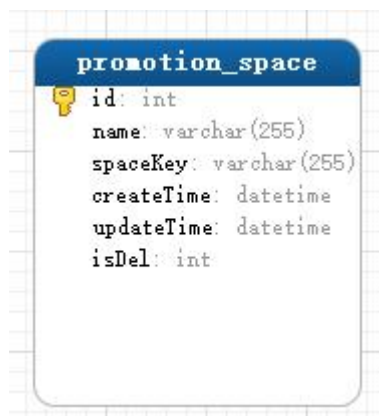 promotion_space
id: int
name: varchar(255)
spaceKey: varchar(255)
createTime: datetime
updateTime: datetime
isDel: int